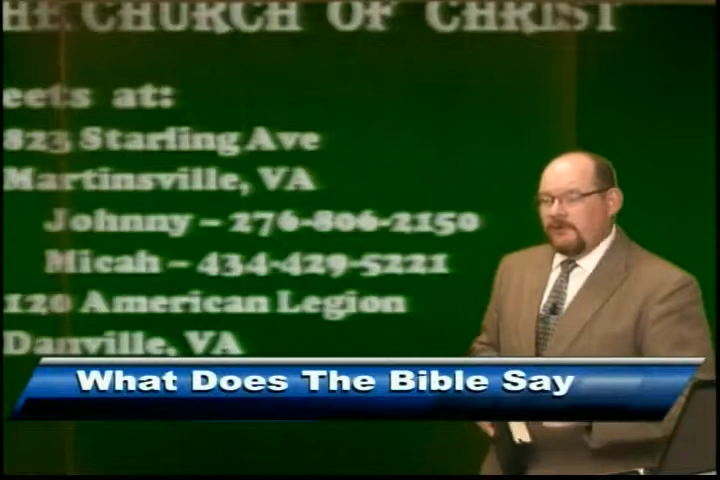 HE CHURCH OF CHRIST
eets at:
823 Starling Ave
Martinsville, VA
Johnny – 276-806-2150
Micah – 434-429-5221
120 American Legion
Danville, VA
What Does The Bible Say